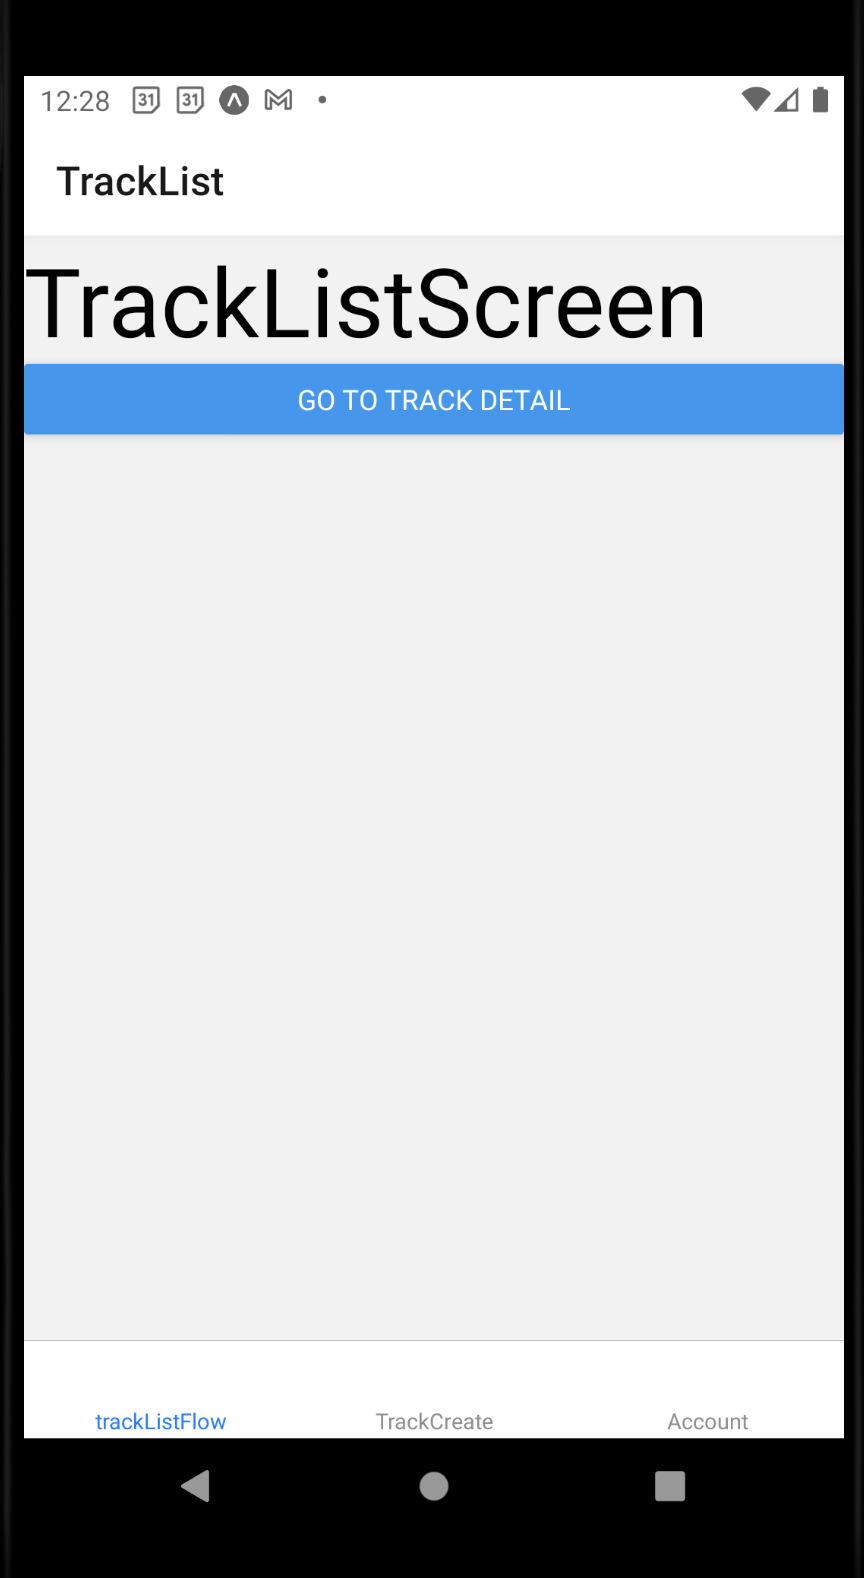 12:28 31 31
TrackList
TrackListScreen
GO TO TRACK DETAIL
trackListFlow TrackCreate Account